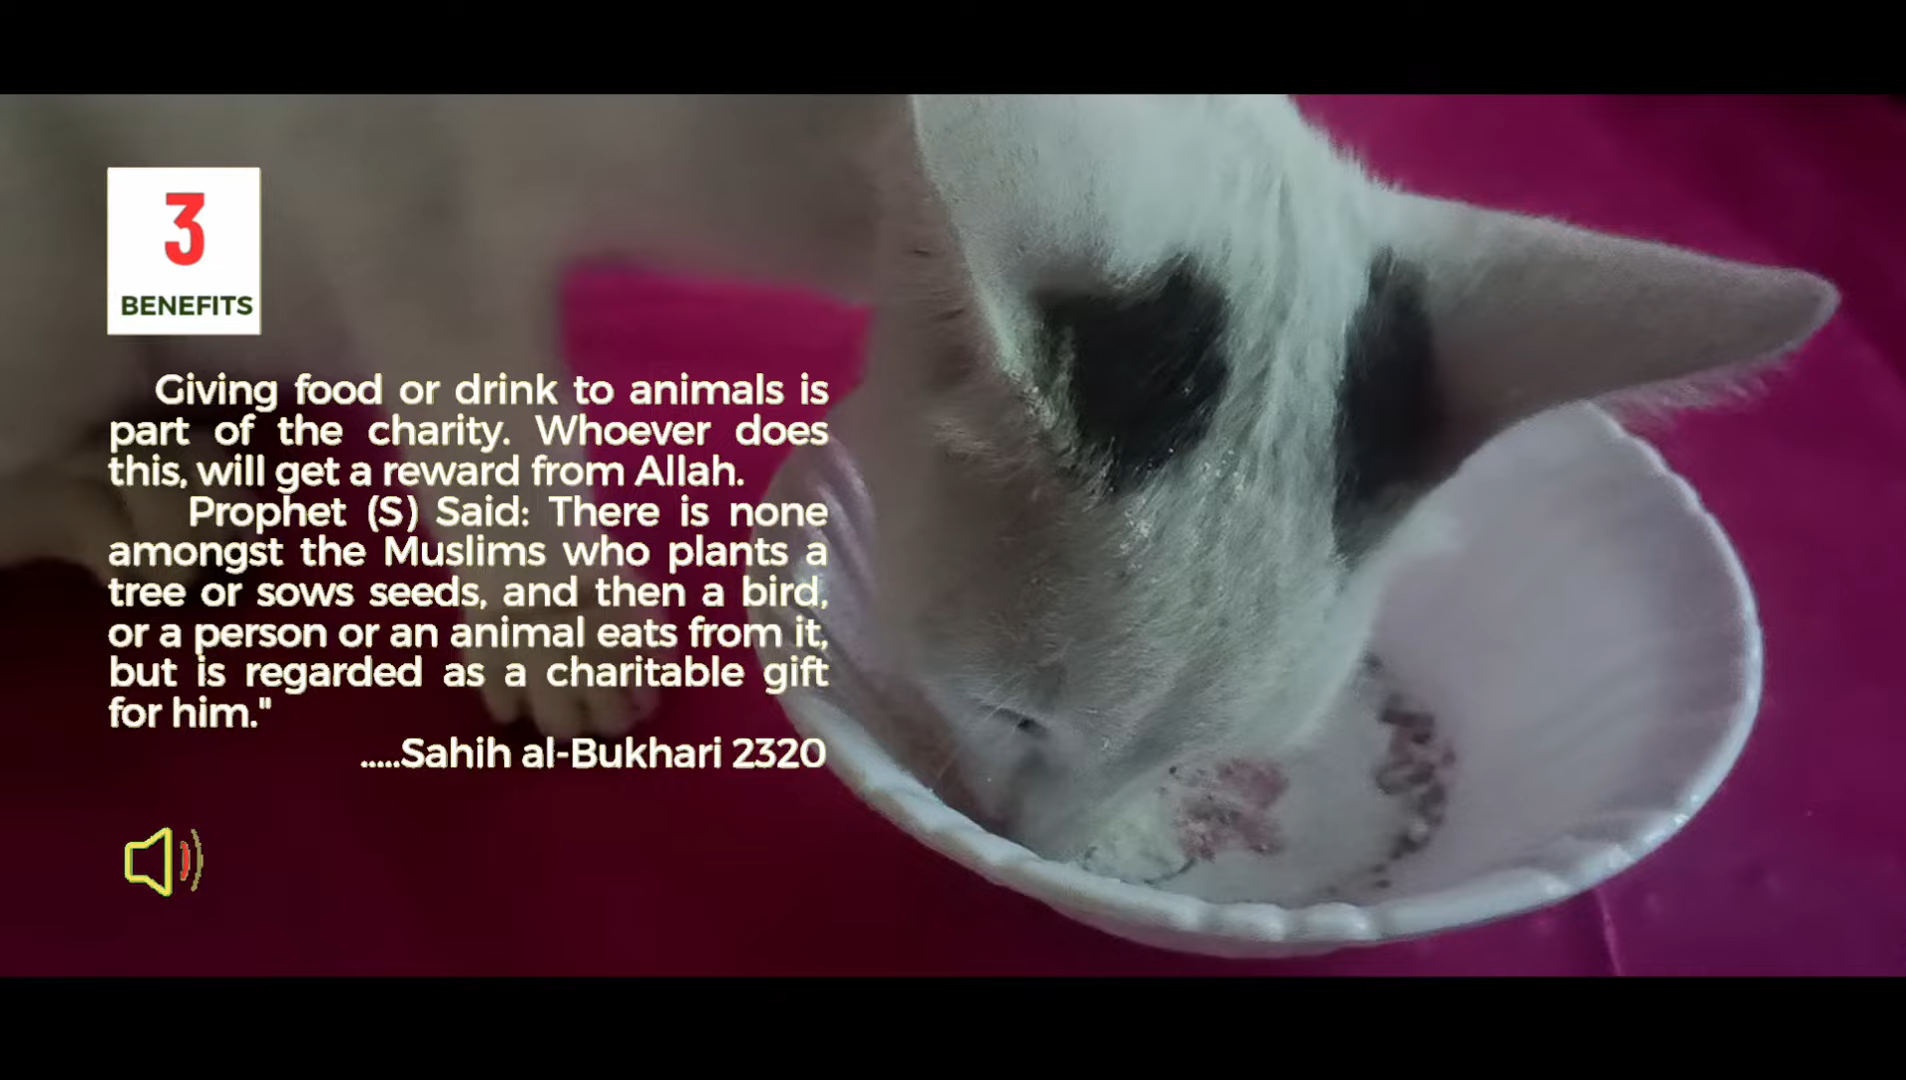 3
BENEFITS
Giving food or drink to animals is
part of the charity. Whoever does
this, will get a reward from Allah.
Prophet (S) Said: There is none
amongst the Muslims who plants a
tree or sows seeds, and then a bird,
or a person or an animal eats from it,
but is regarded as a charitable gift
for him."
.....Sahih al-Bukhari 2320